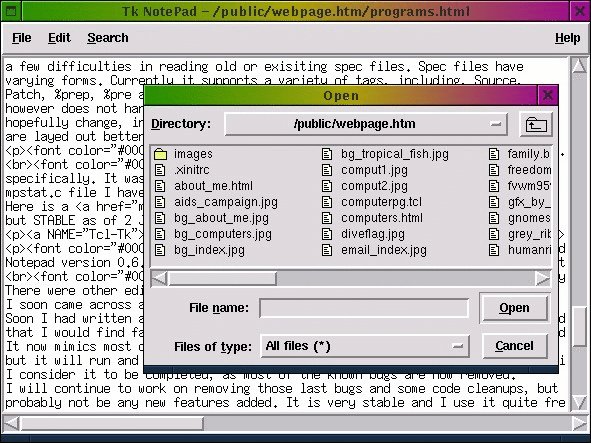 Tk NotePad - /public/webpage.htm/programs.html
File Edit Search Help
a few difficulties in reading old or exisiting spec files. Spec files have
varying forms. Currently it supports a variety of tags, including, Source,
Patch, %prep, %pre a
however does not har
hopefully change, in
are layed out better
<p><font color="#000
<br><font color="#00
specifically. It was
mpstat.c file I have
Here is a <a href="m
but STABLE as of 2 J
<p><a NAME="Tcl-Tk">
<p><font color="#000
Notepad version 0.6.
<br><font color="#00
There were other edi
I soon came across a
Soon I had written a
that I would find fa
It now mimics most o
but it will run and
I consider it to be completed, as most of the known bugs are now removed.
I will continue to work on removing those last bugs and some code cleanups, but
probably not be any new features added. It is very stable and I use it quite fre
Open
Directory: /public/webpage.htm
images bg_tropical_fish.jpg family.b
.xinitrc comput1.jpg freedom
about_me.html comput2.jpg fvwm95
aids_campaign.jpg computerpg.tcl gfx_by_
bg_about_me.jpg computers.html gnomes
bg_computers.jpg diveflag.jpg grey_rib
bg_index.jpg email_index.jpg humanri
File name: Open
Files of type: All files (*) Cancel